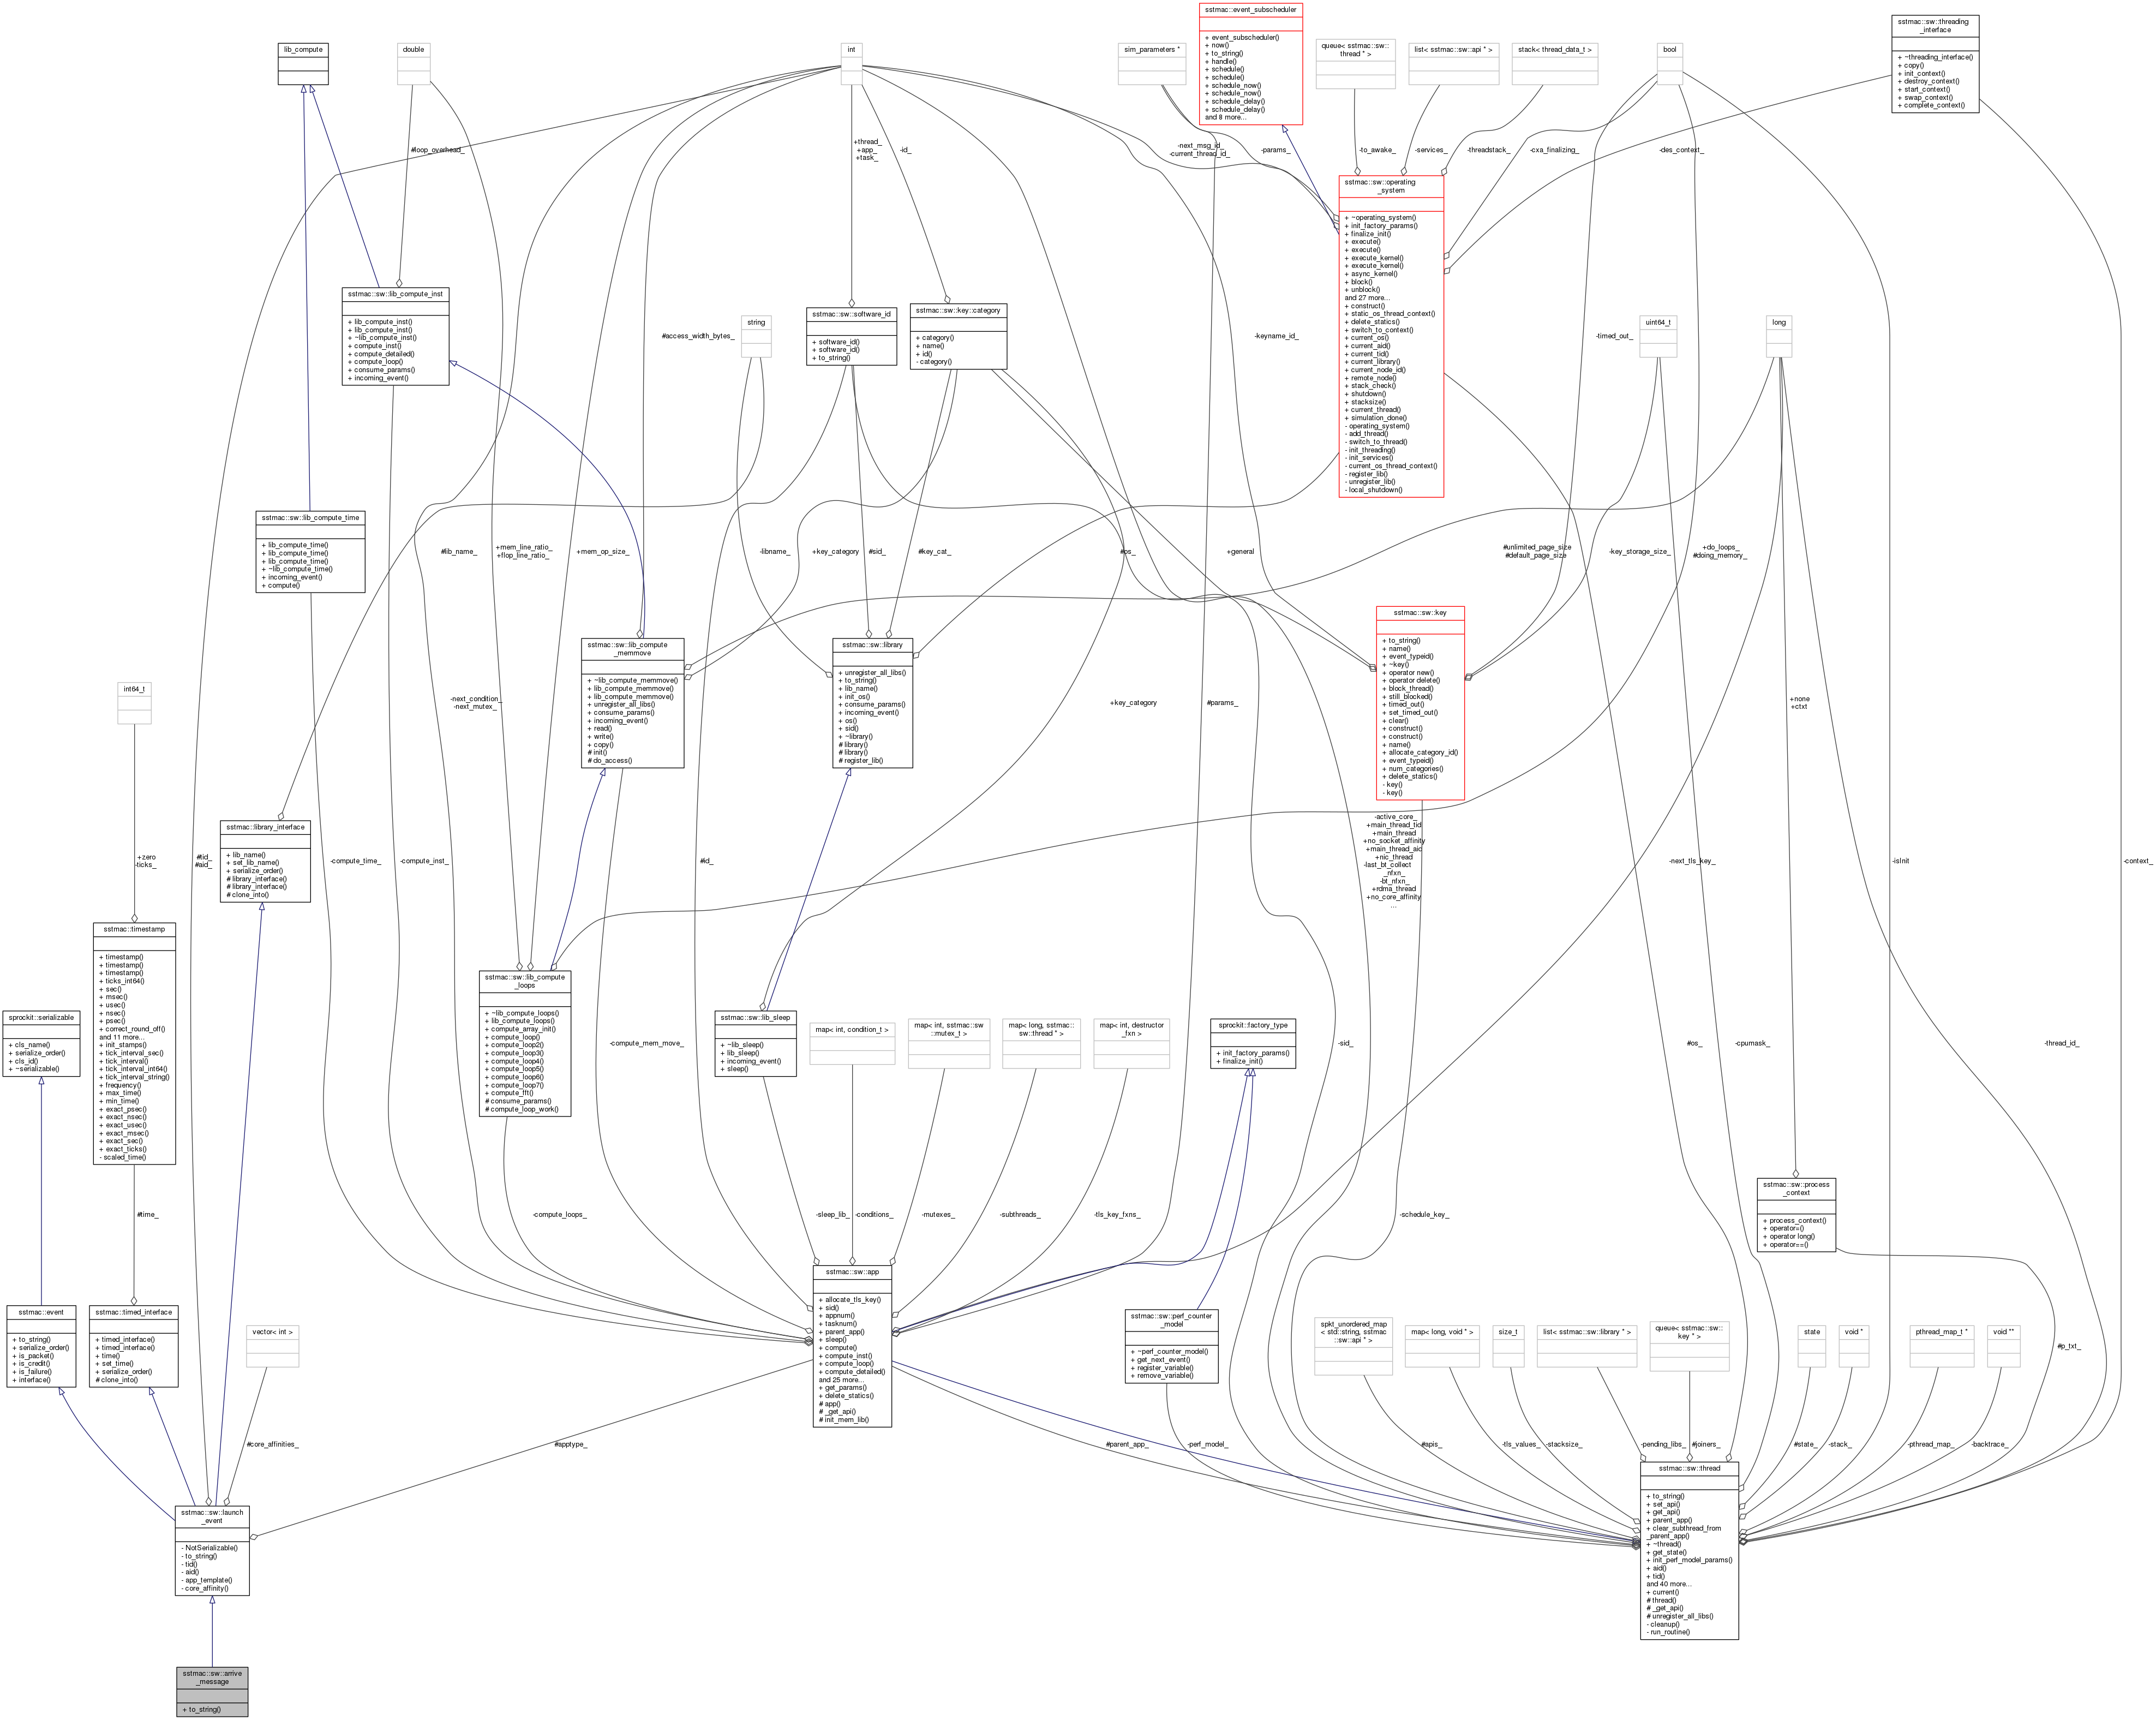 sstmac::event_subscheduler
+ event_subscheduler()
+ now()
+ to_string()
+ handle()
+ schedule()
+ schedule()
+ schedule_now()
+ schedule_now()
+ schedule_delay()
+ schedule_delay()
and 8 more...
sstmac::sw::threading
_interface
+ ~threading_interface()
+ copy()
+ init_context()
+ destroy_context()
+ start_context()
+ swap_context()
+ complete_context()
lib_compute
double
int
sim_parameters *
queue< sstmac::sw::
thread * >
list< sstmac::sw::api * >
stack< thread_data_t >
bool
#loop_overhead_
+thread_
+app_
+task_
-id_
-next_msg_id_
-current_thread_id_
-params_
-to_awake_
-services_
-threadstack_
-cxa_finalizing_
-des_context_
sstmac::sw::operating
_system
+ ~operating_system()
+ init_factory_params()
+ finalize_init()
+ execute()
+ execute()
+ execute_kernel()
+ execute_kernel()
+ async_kernel()
+ block()
+ unblock()
and 27 more...
+ construct()
+ static_os_thread_context()
+ delete_statics()
+ switch_to_context()
+ current_os()
+ current_aid()
+ current_tid()
+ current_library()
+ current_node_id()
+ remote_node()
+ stack_check()
+ shutdown()
+ stacksize()
+ current_thread()
+ simulation_done()
- operating_system()
- add_thread()
- switch_to_thread()
- init_threading()
- init_services()
- current_os_thread_context()
- register_lib()
- unregister_lib()
- local_shutdown()
sstmac::sw::lib_compute_inst
+ lib_compute_inst()
+ lib_compute_inst()
+ ~lib_compute_inst()
+ compute_inst()
+ compute_detailed()
+ compute_loop()
+ consume_params()
+ incoming_event()
#access_width_bytes_
string
sstmac::sw::software_id
+ software_id()
+ software_id()
+ to_string()
sstmac::sw::key::category
+ category()
+ name()
+ id()
- category()
-keyname_id_
-timed_out_
uint64_t
long
sstmac::sw::lib_compute_time
+ lib_compute_time()
+ lib_compute_time()
+ lib_compute_time()
+ ~lib_compute_time()
+ incoming_event()
+ compute()
#lib_name_
+mem_line_ratio_
+flop_line_ratio_
+mem_op_size_
-libname_
+key_category
#sid_
#key_cat_
#os_
+general
#unlimited_page_size
#default_page_size
-key_storage_size_
+do_loops_
#doing_memory_
sstmac::sw::lib_compute
_memmove
+ ~lib_compute_memmove()
+ lib_compute_memmove()
+ lib_compute_memmove()
+ unregister_all_libs()
+ consume_params()
+ incoming_event()
+ read()
+ write()
+ copy()
# init()
# do_access()
sstmac::sw::library
+ unregister_all_libs()
+ to_string()
+ lib_name()
+ init_os()
+ consume_params()
+ incoming_event()
+ os()
+ sid()
+ ~library()
# library()
# library()
# register_lib()
sstmac::sw::key
+ to_string()
+ name()
+ event_typeid()
+ ~key()
+ operator new()
+ operator delete()
+ block_thread()
+ still_blocked()
+ timed_out()
+ set_timed_out()
+ clear()
+ construct()
+ construct()
+ name()
+ allocate_category_id()
+ event_typeid()
+ num_categories()
+ delete_statics()
- key()
- key()
int64_t
-next_condition_
-next_mutex_
+key_category
#params_
+none
+ctxt
sstmac::library_interface
+ lib_name()
+ set_lib_name()
+ serialize_order()
# library_interface()
# library_interface()
# clone_into()
+zero
-ticks_
#tid_
#aid_
-compute_time_
-compute_inst_
#id_
-active_core_
+main_thread_tid
+main_thread
+no_socket_affinity
+main_thread_aid
+nic_thread
-last_bt_collect
_nfxn_
-bt_nfxn_
+rdma_thread
+no_core_affinity
...
-next_tls_key_
-isInit
-context_
sstmac::timestamp
+ timestamp()
+ timestamp()
+ timestamp()
+ ticks_int64()
+ sec()
+ msec()
+ usec()
+ nsec()
+ psec()
+ correct_round_off()
and 11 more...
+ init_stamps()
+ tick_interval_sec()
+ tick_interval()
+ tick_interval_int64()
+ tick_interval_string()
+ frequency()
+ max_time()
+ min_time()
+ exact_psec()
+ exact_nsec()
+ exact_usec()
+ exact_msec()
+ exact_sec()
+ exact_ticks()
- scaled_time()
sprockit::serializable
+ cls_name()
+ serialize_order()
+ cls_id()
+ ~serializable()
sstmac::sw::lib_compute
_loops
+ ~lib_compute_loops()
+ lib_compute_loops()
+ compute_array_init()
+ compute_loop()
+ compute_loop2()
+ compute_loop3()
+ compute_loop4()
+ compute_loop5()
+ compute_loop6()
+ compute_loop7()
+ compute_fft()
# consume_params()
# compute_loop_work()
-compute_mem_move_
sstmac::sw::lib_sleep
+ ~lib_sleep()
+ lib_sleep()
+ incoming_event()
+ sleep()
map< int, condition_t >
map< int, sstmac::sw
::mutex_t >
map< long, sstmac::
sw::thread * >
map< int, destructor
_fxn >
sprockit::factory_type
+ init_factory_params()
+ finalize_init()
-sid_
#os_
-cpumask_
-thread_id_
sstmac::sw::process
_context
+ process_context()
+ operator=()
+ operator long()
+ operator==()
#time_
-compute_loops_
-sleep_lib_
-conditions_
-mutexes_
-subthreads_
-tls_key_fxns_
-schedule_key_
sstmac::sw::app
+ allocate_tls_key()
+ sid()
+ appnum()
+ tasknum()
+ parent_app()
+ sleep()
+ compute()
+ compute_inst()
+ compute_loop()
+ compute_detailed()
and 25 more...
+ get_params()
+ delete_statics()
# app()
# _get_api()
# init_mem_lib()
sstmac::event
+ to_string()
+ serialize_order()
+ is_packet()
+ is_credit()
+ is_failure()
+ interface()
sstmac::timed_interface
+ timed_interface()
+ timed_interface()
+ time()
+ set_time()
+ serialize_order()
# clone_into()
vector< int >
sstmac::sw::perf_counter
_model
+ ~perf_counter_model()
+ get_next_event()
+ register_variable()
+ remove_variable()
spkt_unordered_map
< std::string, sstmac
::sw::api * >
map< long, void * >
size_t
list< sstmac::sw::library * >
queue< sstmac::sw::
key * >
state
void *
pthread_map_t *
void **
#p_txt_
#core_affinities_
#apptype_
#parent_app_
-perf_model_
#apis_
-tls_values_
-stacksize_
-pending_libs_
#joiners_
#state_
-stack_
-pthread_map_
-backtrace_
sstmac::sw::thread
+ to_string()
+ set_api()
+ get_api()
+ parent_app()
+ clear_subthread_from
_parent_app()
+ ~thread()
+ get_state()
+ init_perf_model_params()
+ aid()
+ tid()
and 40 more...
+ current()
# thread()
# _get_api()
# unregister_all_libs()
- cleanup()
- run_routine()
sstmac::sw::launch
_event
- NotSerializable()
- to_string()
- tid()
- aid()
- app_template()
- core_affinity()
sstmac::sw::arrive
_message
+ to_string()